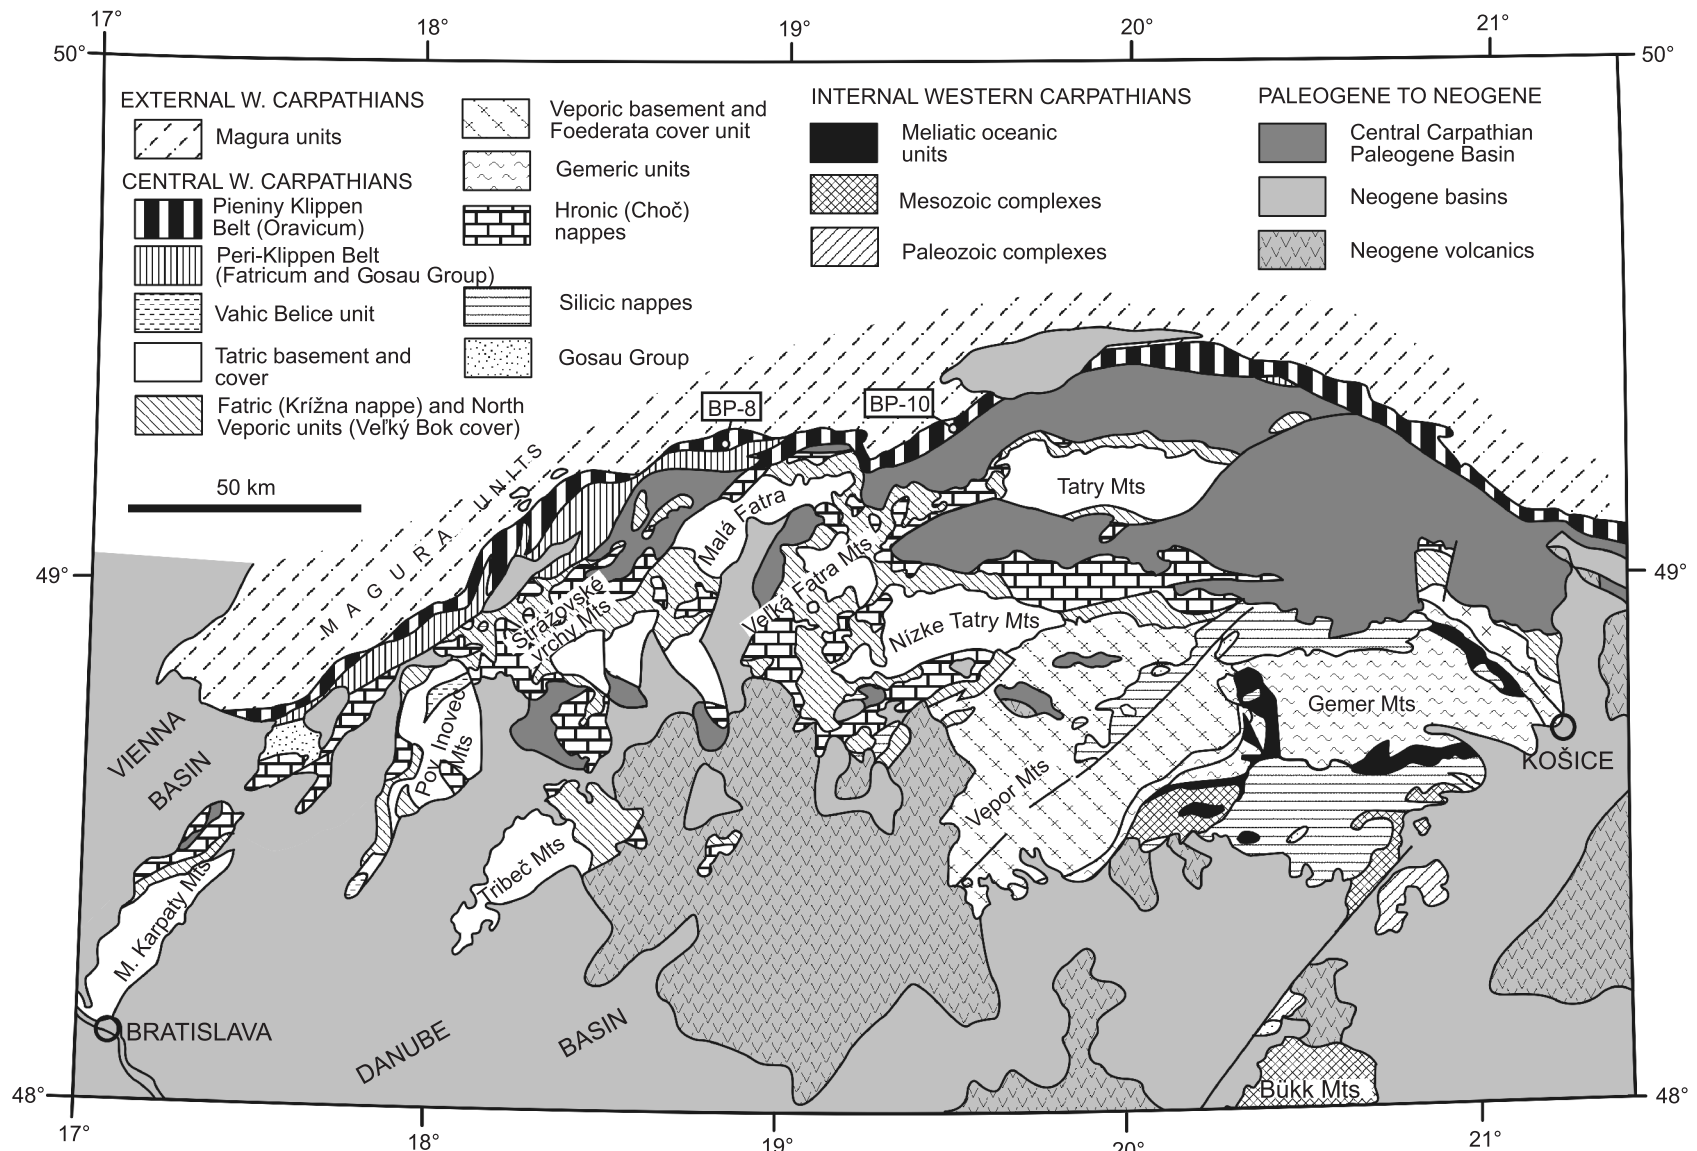 17°
18°
19°
20°
21°
50°
50°
EXTERNAL W. CARPATHIANS
Magura units
CENTRAL W. CARPATHIANS
Pieniny Klippen
Belt (Oravicum)
Peri-Klippen Belt
(Fatricum and Gosau Group)
Vahic Belice unit
Tatric basement and
cover
Fatric (Krížna nappe) and North
Veporic units (Veľký Bok cover)
Veporic basement and
Foederata cover unit
Gemeric units
Hronic (Choč)
nappes
Silicic nappes
Gosau Group
INTERNAL WESTERN CARPATHIANS
Meliatic oceanic
units
Mesozoic complexes
Paleozoic complexes
PALEOGENE TO NEOGENE
Central Carpathian
Paleogene Basin
Neogene basins
Neogene volcanics
50 km
BP-8
BP-10
MAGURA UNITS
Tatry Mts
Malá Fatra
Veľká Fatra Mts
Strážovské
vrchy Mts
Nízke Tatry Mts
49°
49°
Pov. Inovec
Mts
Gemer Mts
KOŠICE
VIENNA
BASIN
Vepor Mts
Tribeč Mts
M. Karpaty Mts
BRATISLAVA
DANUBE
BASIN
Bükk Mts
48°
48°
17°
18°
19°
20°
21°